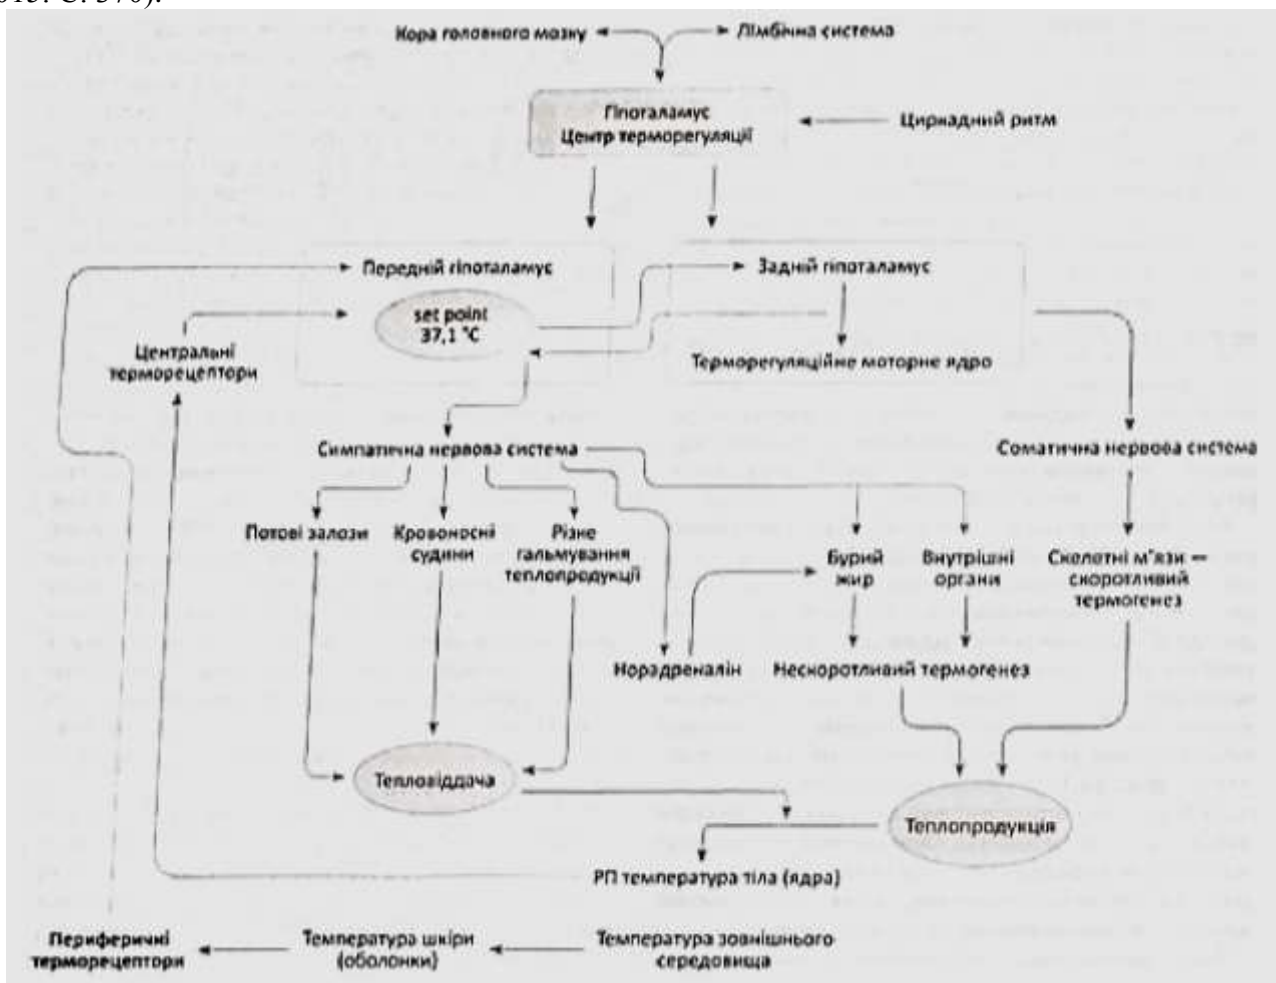 015. С. 370).
Кора головного мозку
Лімбічна система
Гіпоталамус
Центр терморегуляції
Циркадний ритм
Передній гіпоталамус
Задній гіпоталамус
set point
37,1 °С
Центральні
терморецептори
Терморегуляційне моторне ядро
Симпатична нервова система
Соматична нервова система
Потові залози
Кровоносні
судини
Різне
гальмування
теплопродукції
Бурий
жир
Внутрішні
органи
Скелетні м'язи —
скоротливий
термогенез
Норадреналін
Нескоротливий термогенез
Тепловіддача
Теплопродукція
РП температура тіла (ядра)
Периферичні
терморецептори
Температура шкіри
(оболонки)
Температура зовнішнього
середовища